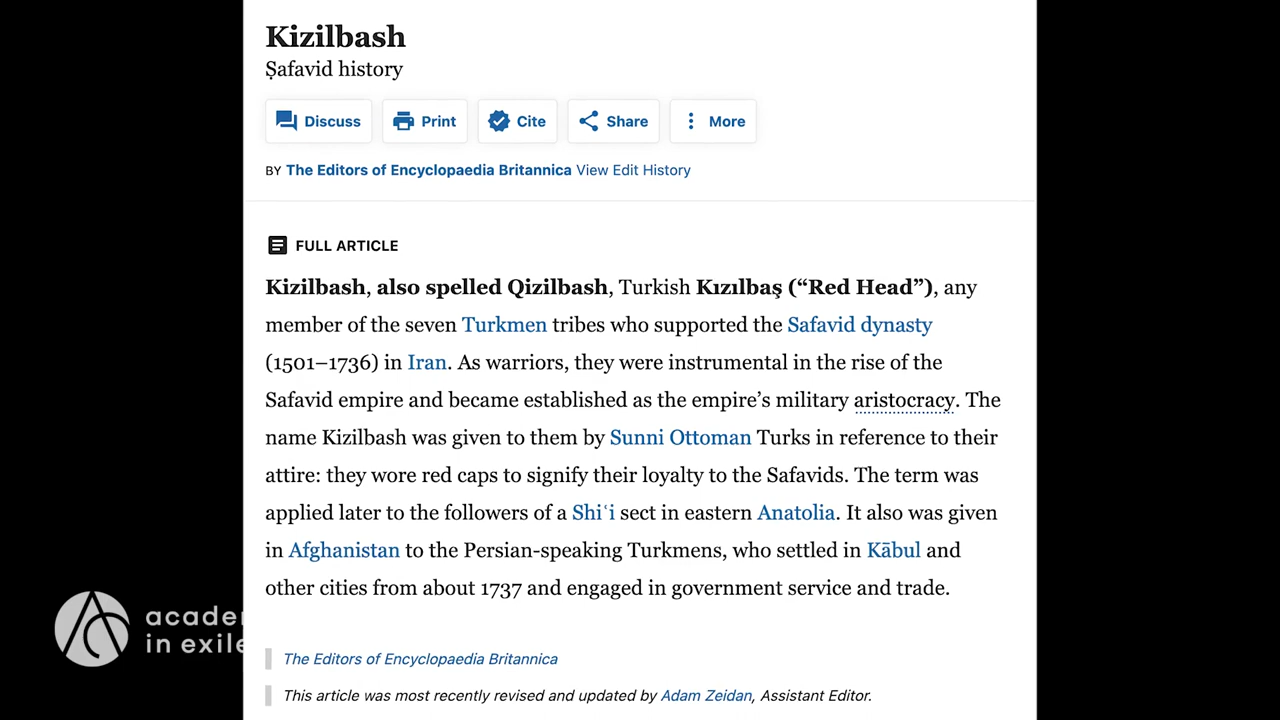 Kizilbash
Ṣafavid history
Discuss Print Cite Share More
BY The Editors of Encyclopaedia Britannica View Edit History
FULL ARTICLE
Kizilbash, also spelled Qizilbash, Turkish Kızılbaş (“Red Head”), any
member of the seven Turkmen tribes who supported the Safavid dynasty
(1501–1736) in Iran. As warriors, they were instrumental in the rise of the
Safavid empire and became established as the empire’s military aristocracy. The
name Kizilbash was given to them by Sunni Ottoman Turks in reference to their
attire: they wore red caps to signify their loyalty to the Safavids. The term was
applied later to the followers of a Shiʿi sect in eastern Anatolia. It also was given
in Afghanistan to the Persian-speaking Turkmens, who settled in Kābul and
other cities from about 1737 and engaged in government service and trade.
The Editors of Encyclopaedia Britannica
This article was most recently revised and updated by Adam Zeidan, Assistant Editor.
in exile